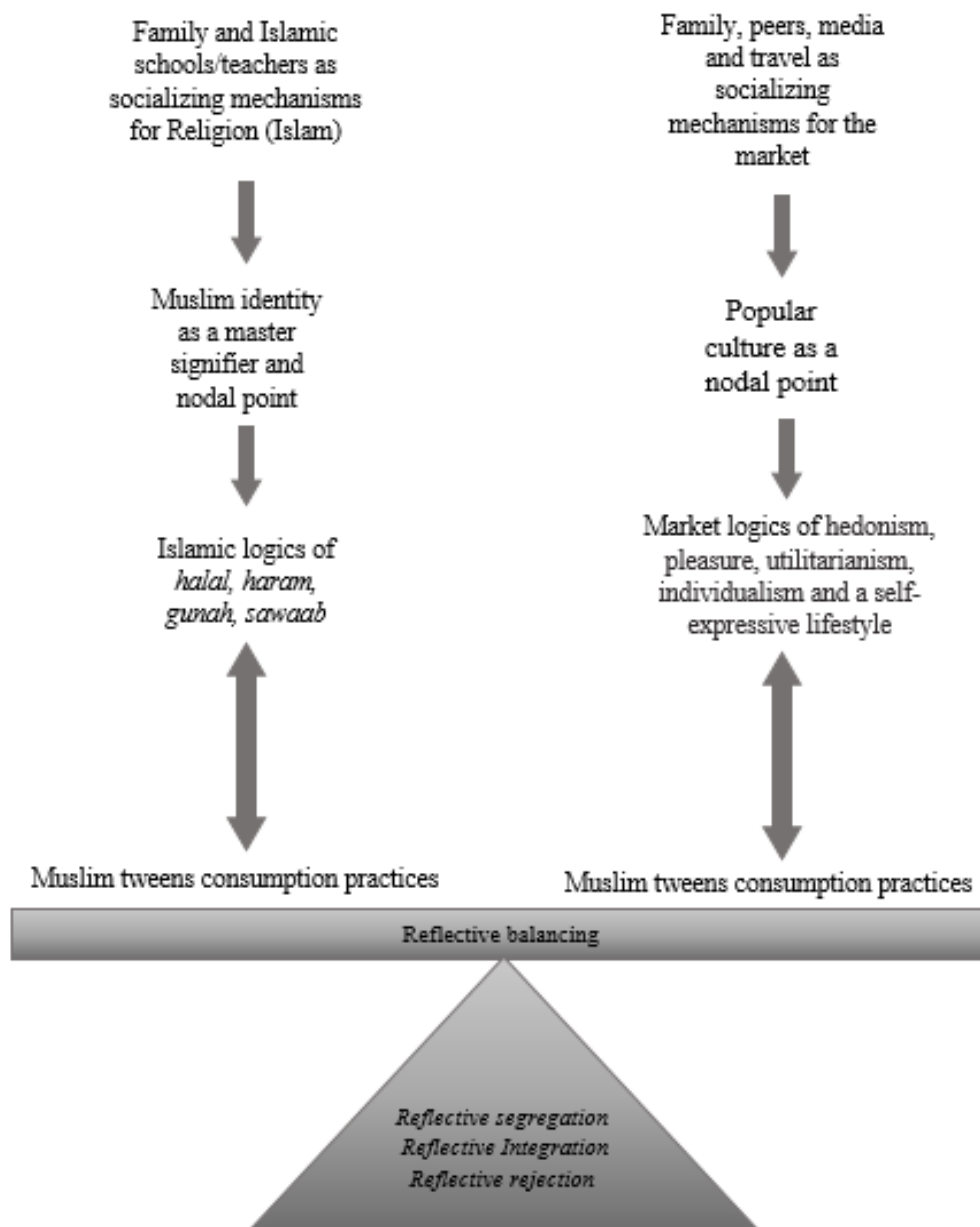 Family and Islamic
schools/teachers as
socializing mechanisms
for Religion (Islam)
Muslim identity
as a master
signifier and
nodal point
Islamic logics of
halal, haram,
gunah, sawaab
Muslim tweens consumption practices
Family, peers, media
and travel as
socializing
mechanisms for the
market
Popular
culture as a
nodal point
Market logics of hedonism,
pleasure, utilitarianism,
individualism and a self-
expressive lifestyle
Muslim tweens consumption practices
Reflective balancing
Reflective segregation
Reflective Integration
Reflective rejection